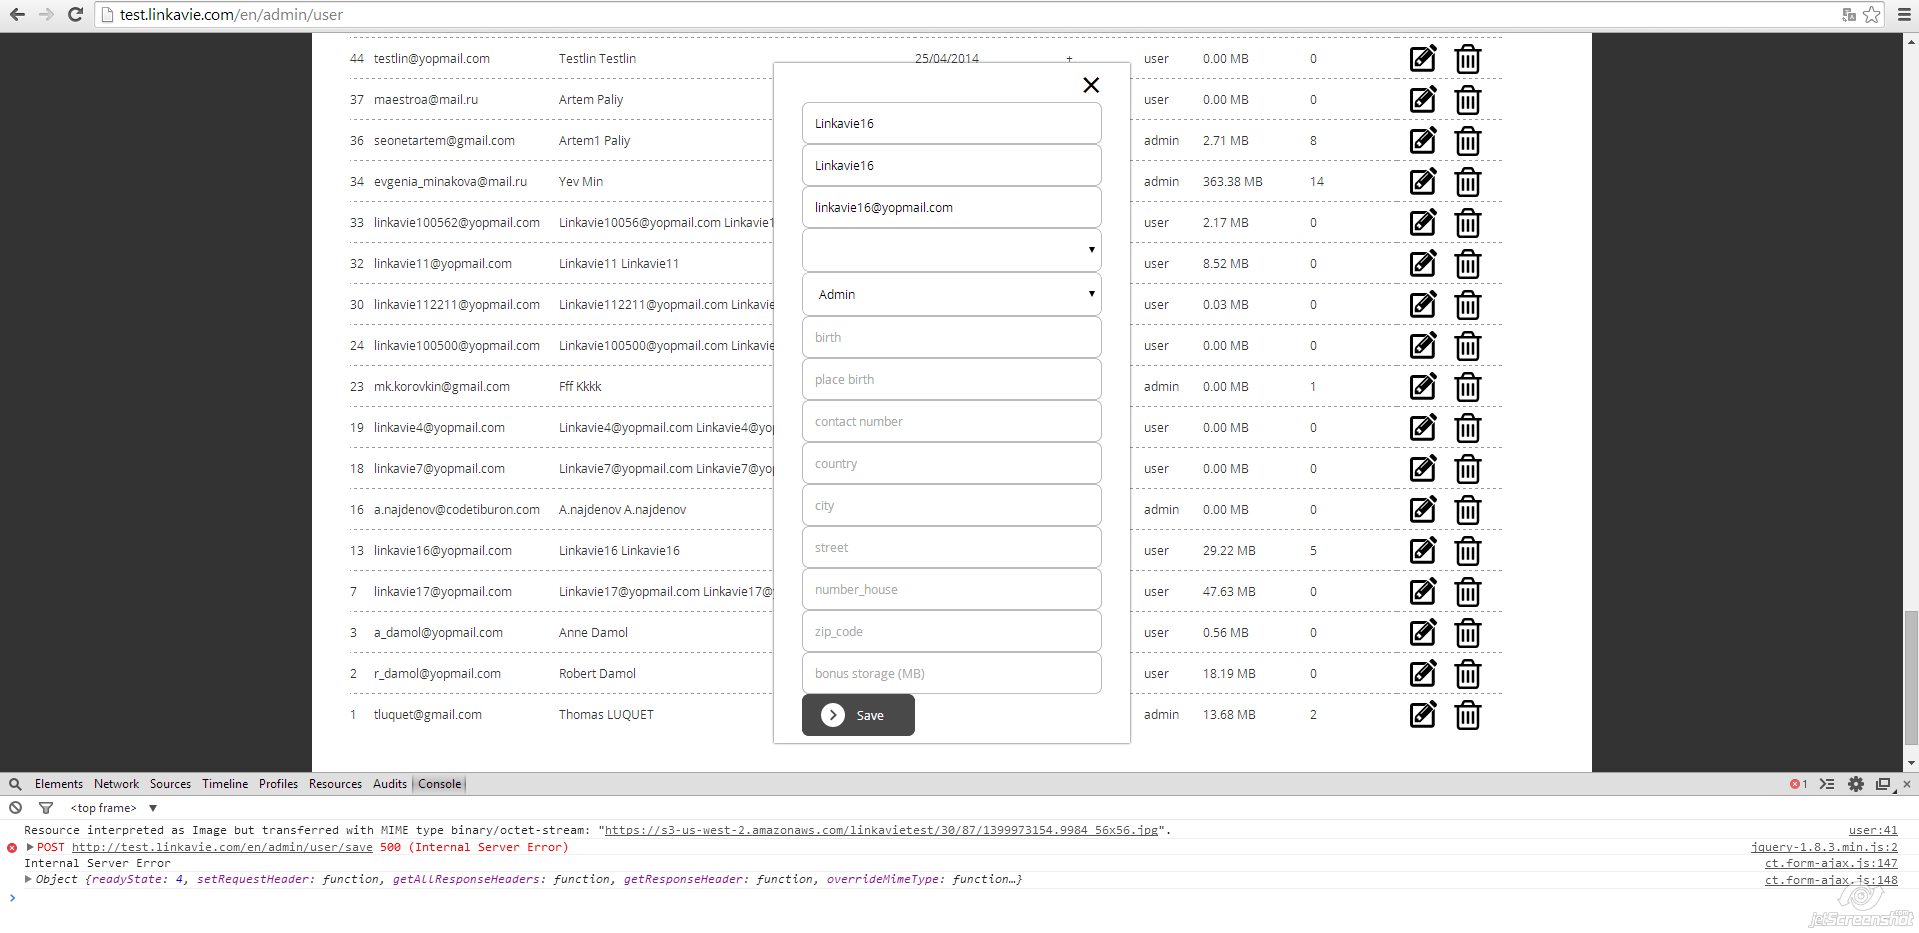 test.linkavie.com/en/admin/user
44 testlin@yopmail.com Testlin Testlin 25/04/2014 + user 0.00 MB 0
37 maestroa@mail.ru Artem Paliy user 0.00 MB 0
Linkavie16
36 seonetartem@gmail.com Artem1 Paliy admin 2.71 MB 8
Linkavie16
34 evgenia_minakova@mail.ru Yev Min admin 363.38 MB 14
linkavie16@yopmail.com
33 linkavie100562@yopmail.com Linkavie10056@yopmail.com Linkavie1 user 2.17 MB 0
32 linkavie11@yopmail.com Linkavie11 Linkavie11 user 8.52 MB 0
Admin
30 linkavie112211@yopmail.com Linkavie112211@yopmail.com Linkavie user 0.03 MB 0
birth
24 linkavie100500@yopmail.com Linkavie100500@yopmail.com Linkavie user 0.00 MB 0
place birth
23 mk.korovkin@gmail.com Fff Kkkk admin 0.00 MB 1
contact number
19 linkavie4@yopmail.com Linkavie4@yopmail.com Linkavie4@yo user 0.00 MB 0
country
18 linkavie7@yopmail.com Linkavie7@yopmail.com Linkavie7@yo user 0.00 MB 0
city
16 a.najdenov@codetiburon.com A.najdenov A.najdenov admin 0.00 MB 0
street
13 linkavie16@yopmail.com Linkavie16 Linkavie16 user 29.22 MB 5
number_house
7 linkavie17@yopmail.com Linkavie17@yopmail.com Linkavie17@ user 47.63 MB 0
zip_code
3 a_damol@yopmail.com Anne Damol user 0.56 MB 0
bonus storage (MB)
2 r_damol@yopmail.com Robert Damol user 18.19 MB 0
Save
1 tluquet@gmail.com Thomas LUQUET admin 13.68 MB 2
Elements Network Sources Timeline Profiles Resources Audits Console 1
<top frame>
Resource interpreted as Image but transferred with MIME type binary/octet-stream: "https://s3-us-west-2.amazonaws.com/linkavietest/30/87/1399973154.9984_56x56.jpg". user:41
POST http://test.linkavie.com/en/admin/user/save 500 (Internal Server Error) jquery-1.8.3.min.js:2
Internal Server Error ct.form-ajax.js:147
Object {readyState: 4, setRequestHeader: function, getAllResponseHeaders: function, getResponseHeader: function, overrideMimeType: function…} ct.form-ajax.js:148
jetScreenshot.com